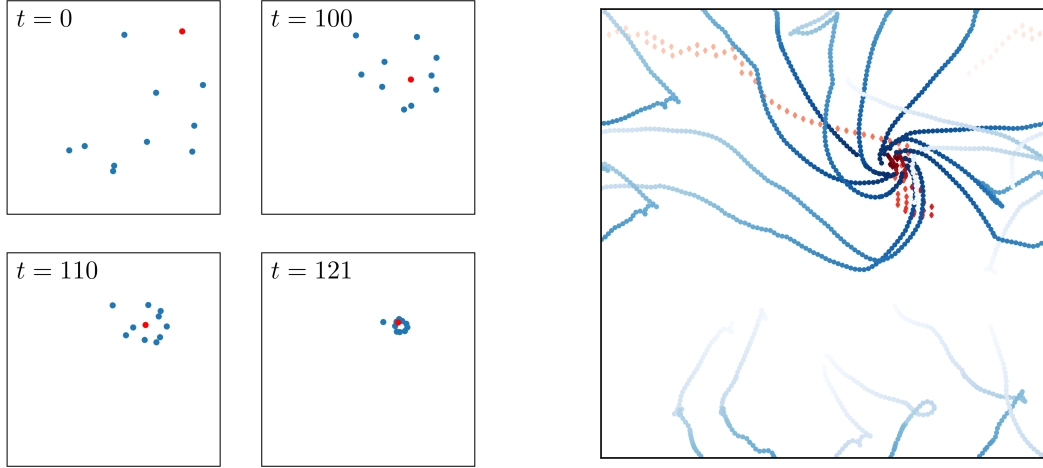 t = 0
t = 100
t = 110
t = 121